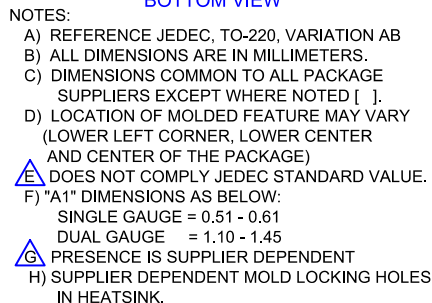 BOTTOM VIEW
NOTES:
A) REFERENCE JEDEC, TO-220, VARIATION AB
B) ALL DIMENSIONS ARE IN MILLIMETERS.
C) DIMENSIONS COMMON TO ALL PACKAGE
SUPPLIERS EXCEPT WHERE NOTED [ ].
D) LOCATION OF MOLDED FEATURE MAY VARY
(LOWER LEFT CORNER, LOWER CENTER
AND CENTER OF THE PACKAGE)
E DOES NOT COMPLY JEDEC STANDARD VALUE.
F) "A1" DIMENSIONS AS BELOW:
SINGLE GAUGE = 0.51 - 0.61
DUAL GAUGE = 1.10 - 1.45
G PRESENCE IS SUPPLIER DEPENDENT
H) SUPPLIER DEPENDENT MOLD LOCKING HOLES
IN HEATSINK.